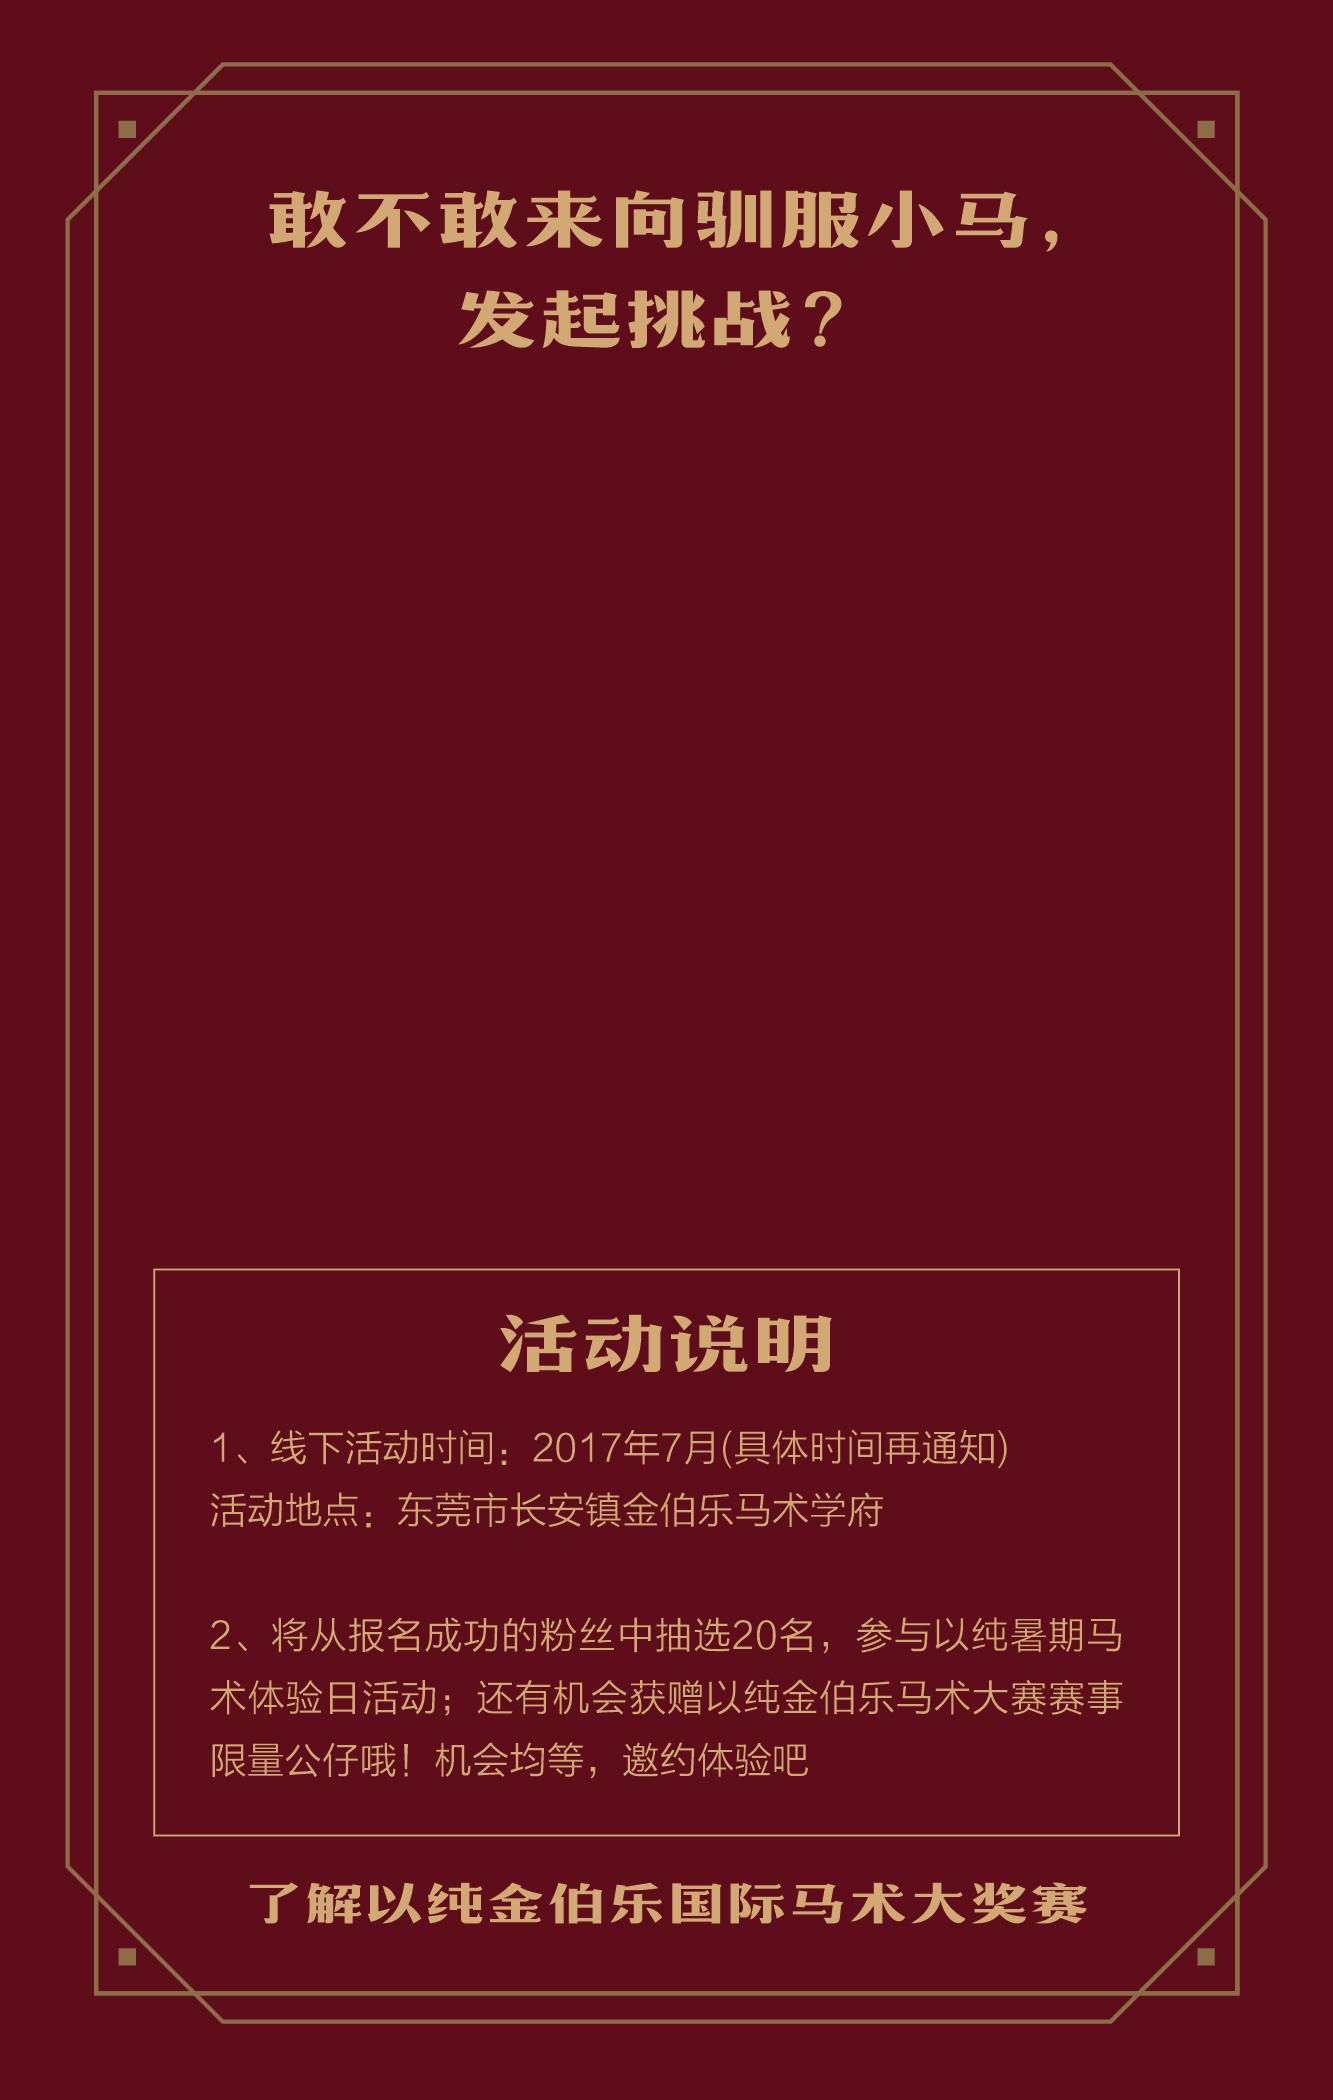 敢不敢来向驯服小马，
发起挑战？
活动说明
1、线下活动时间：2017年7月(具体时间再通知)
活动地点：东莞市长安镇金伯乐马术学府
2、将从报名成功的粉丝中抽选20名，参与以纯暑期马
术体验日活动；还有机会获赠以纯金伯乐马术大赛赛事
限量公仔哦！机会均等，邀约体验吧
了解以纯金伯乐国际马术大奖赛